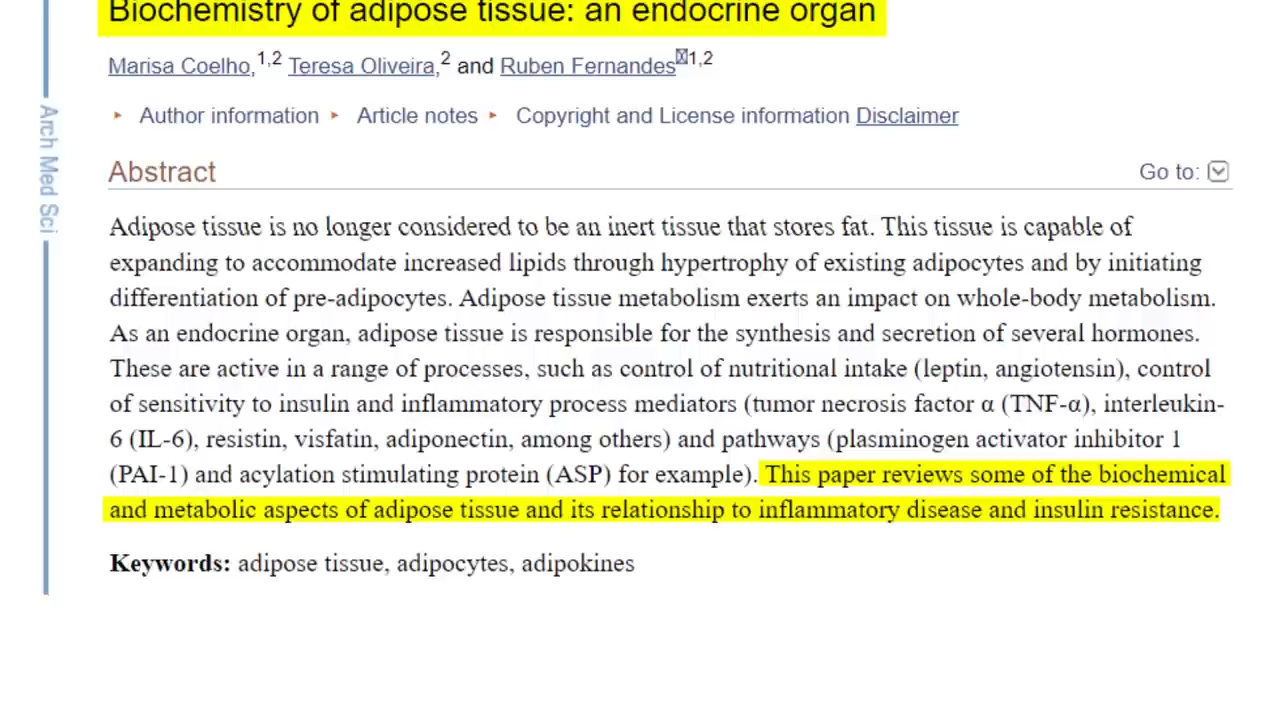 Biochemistry of adipose tissue: an endocrine organ
Marisa Coelho,1,2 Teresa Oliveira,2 and Ruben Fernandes1,2
Author information Article notes Copyright and License information Disclaimer
Arch Med Sci
Abstract Go to:
Adipose tissue is no longer considered to be an inert tissue that stores fat. This tissue is capable of
expanding to accommodate increased lipids through hypertrophy of existing adipocytes and by initiating
differentiation of pre-adipocytes. Adipose tissue metabolism exerts an impact on whole-body metabolism.
As an endocrine organ, adipose tissue is responsible for the synthesis and secretion of several hormones.
These are active in a range of processes, such as control of nutritional intake (leptin, angiotensin), control
of sensitivity to insulin and inflammatory process mediators (tumor necrosis factor α (TNF-α), interleukin-
6 (IL-6), resistin, visfatin, adiponectin, among others) and pathways (plasminogen activator inhibitor 1
(PAI-1) and acylation stimulating protein (ASP) for example). This paper reviews some of the biochemical
and metabolic aspects of adipose tissue and its relationship to inflammatory disease and insulin resistance.
Keywords: adipose tissue, adipocytes, adipokines